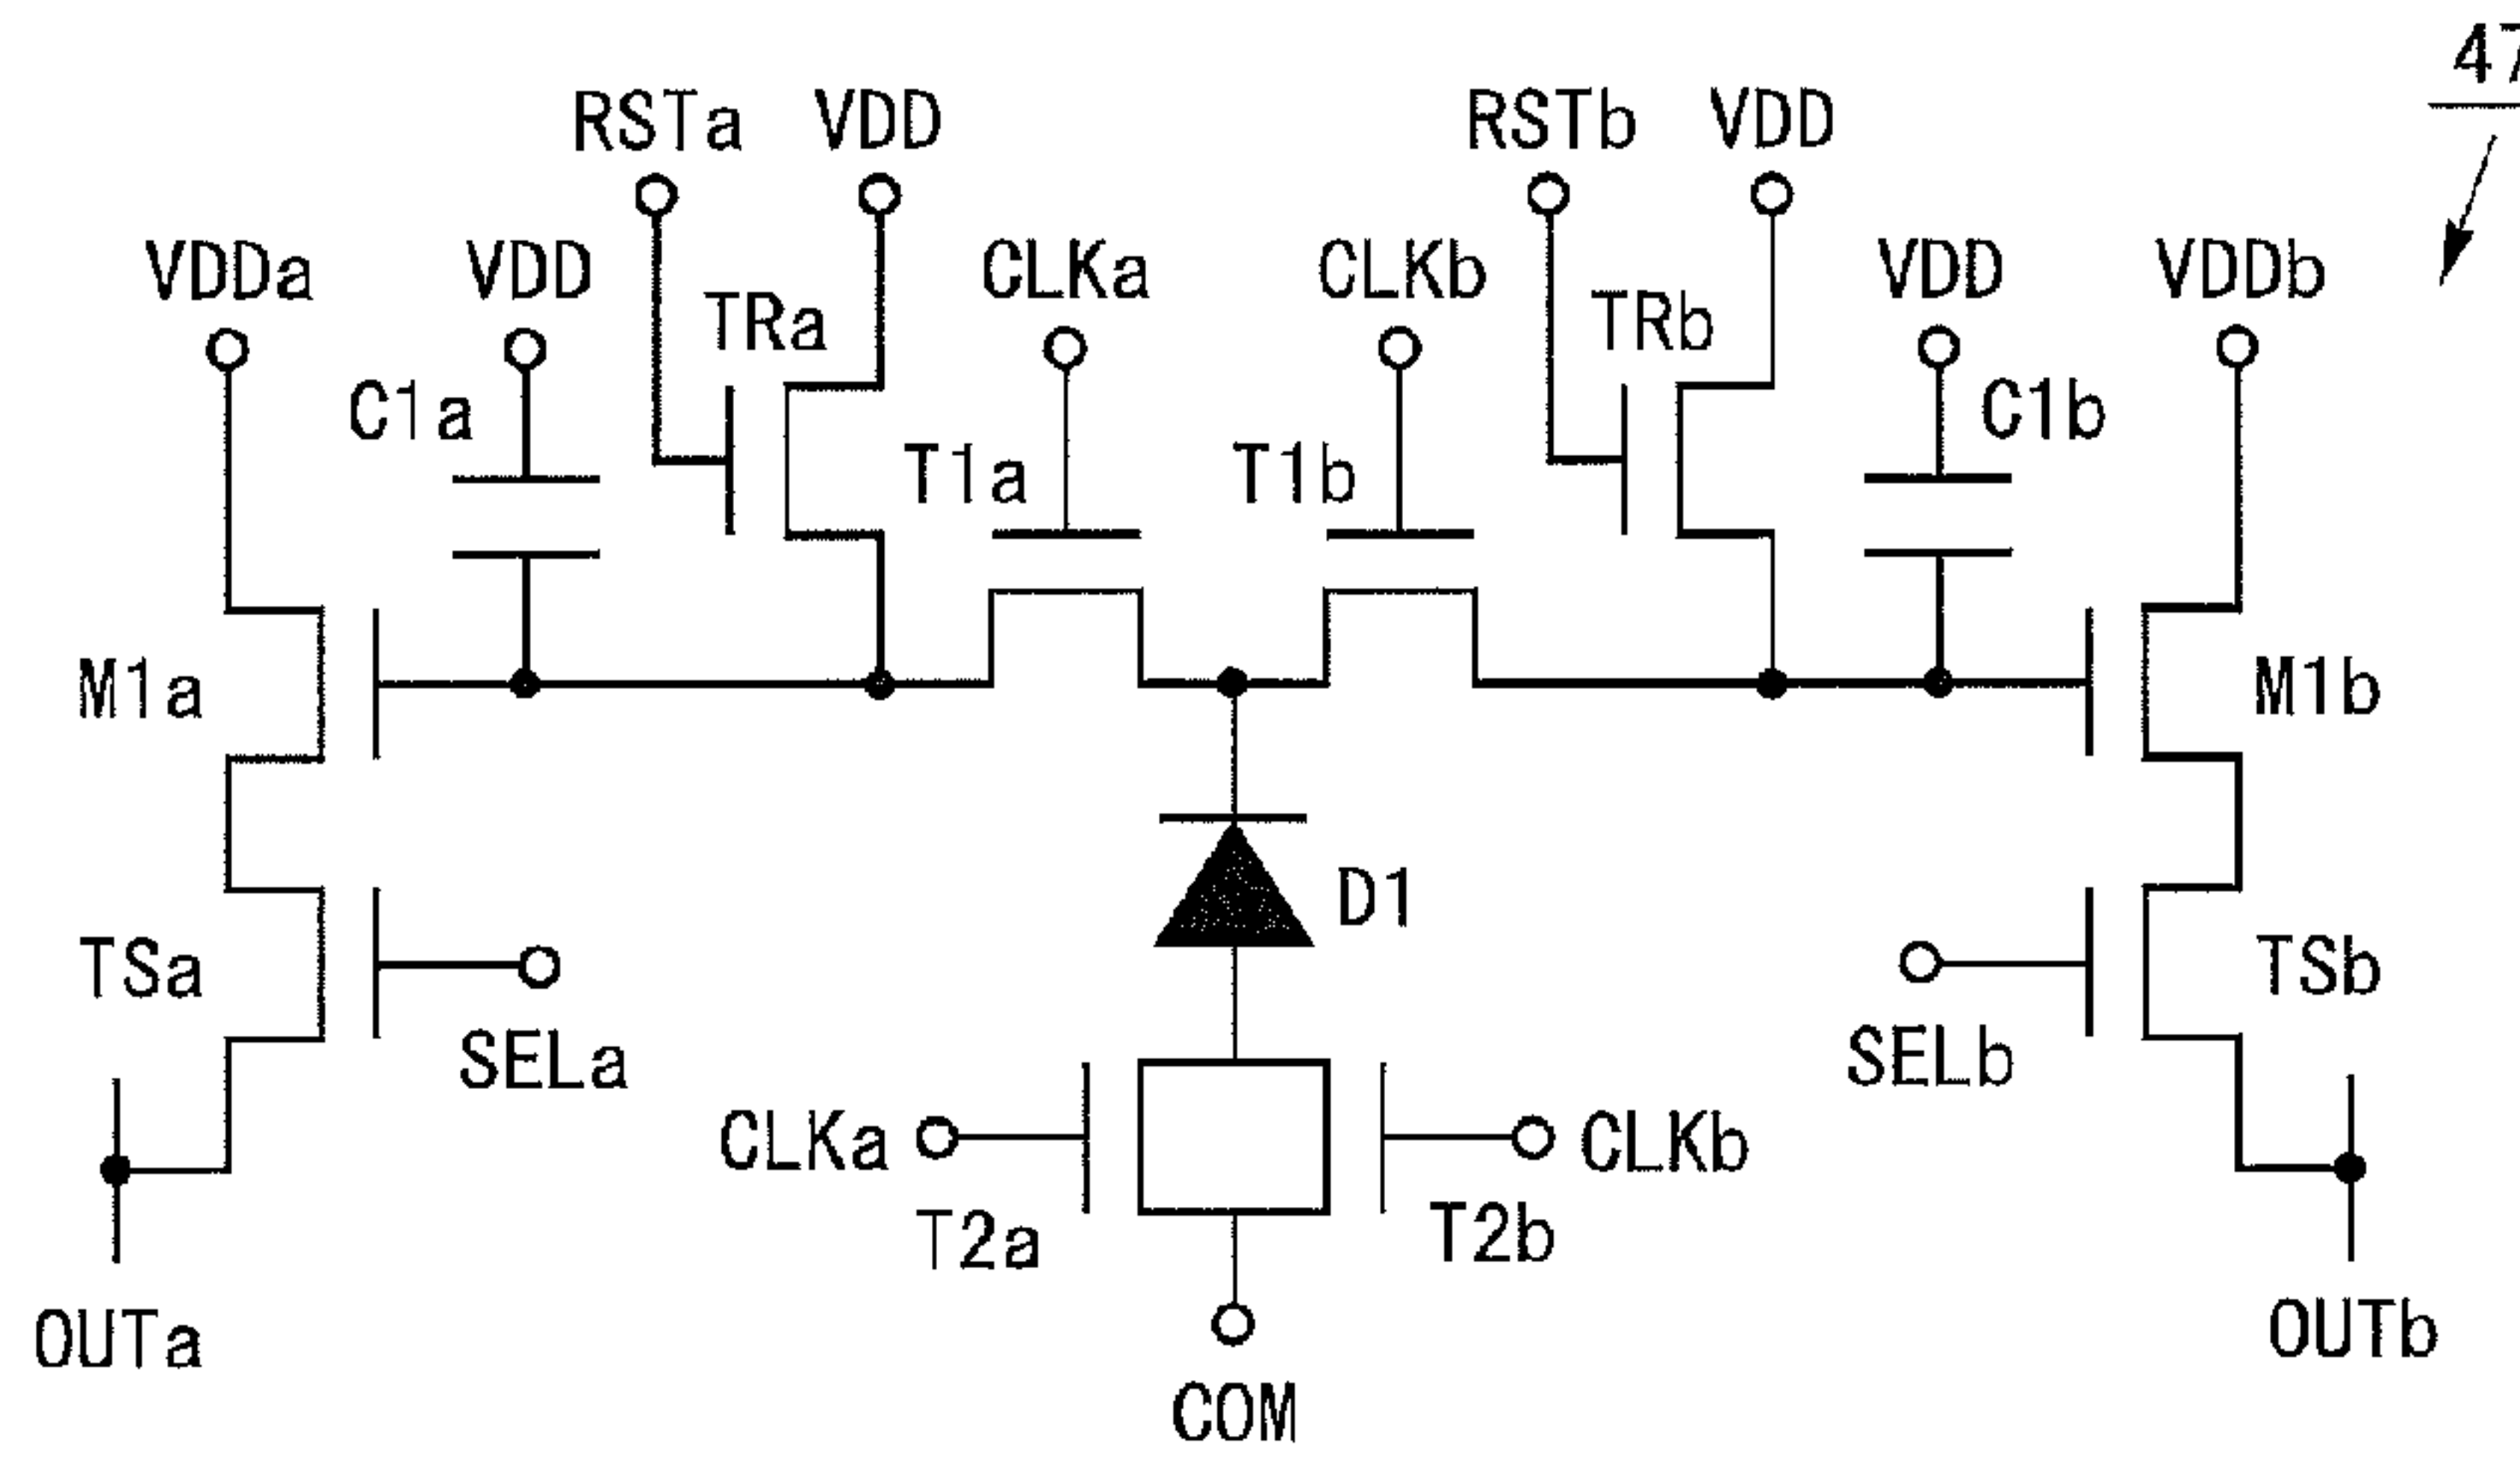 47
RSTa VDD RSTb VDD
VDDa VDD CLKa CLKb VDD VDDb
TRa TRb
C1a C1b
T1a T1b
M1a M1b
D1
TSa TSb
SELa SELb
CLKa CLKb
T2a T2b
OUTa OUTb
COM